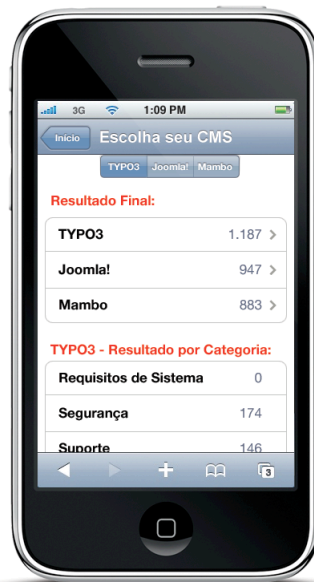 3G 1:09 PM
Início Escolha seu CMS
TYPO3 Joomla! Mambo
Resultado Final:
TYPO3 1.187
Joomla! 947
Mambo 883
TYPO3 - Resultado por Categoria:
Requisitos de Sistema 0
Segurança 174
Suporte 146
3